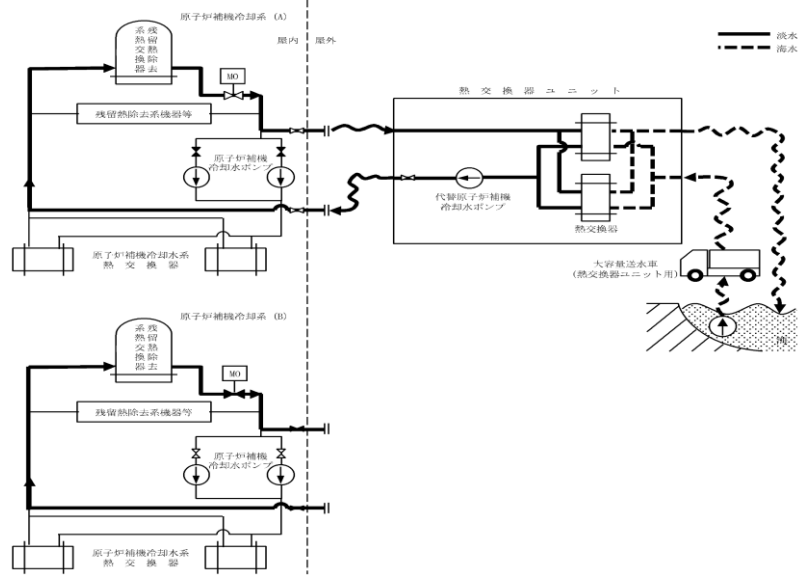 原子炉補機冷却系 (A)
屋内
屋外
残留熱除去系熱交換器
MO
残留熱除去系機器等
原子炉補機
冷却水ポンプ
原子炉補機冷却水系
熱交換器
淡水
海水
熱交換器ユニット
代替原子炉補機
冷却水ポンプ
熱交換器
大容量送水車
(熱交換器ユニット用)
海
原子炉補機冷却系 (B)
残留熱除去系熱交換器
MO
残留熱除去系機器等
原子炉補機
冷却水ポンプ
原子炉補機冷却水系
熱交換器